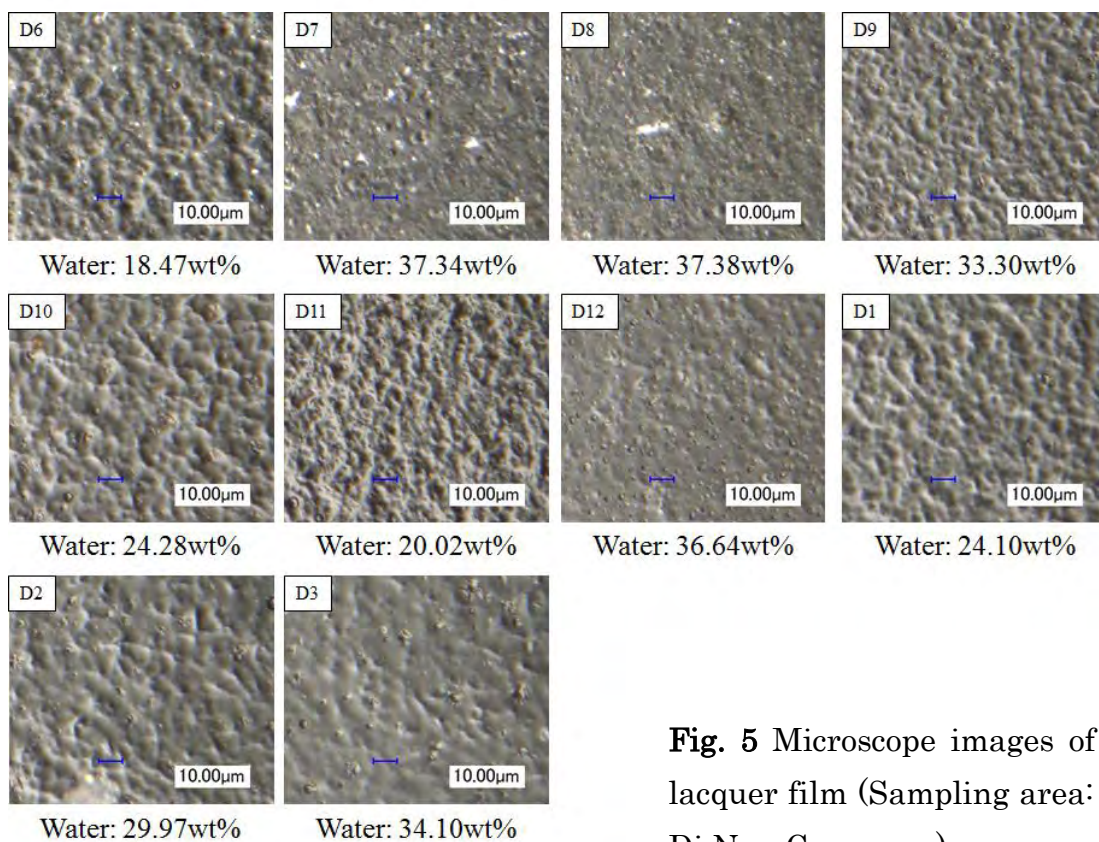 D6 D7 D8 D9
10.00µm 10.00µm 10.00µm 10.00µm
Water: 18.47wt% Water: 37.34wt% Water: 37.38wt% Water: 33.30wt%
D10 D11 D12 D1
10.00µm 10.00µm 10.00µm 10.00µm
Water: 24.28wt% Water: 20.02wt% Water: 36.64wt% Water: 24.10wt%
D2 D3
10.00µm 10.00µm
Water: 29.97wt% Water: 34.10wt%
Fig. 5 Microscope images of
lacquer film (Sampling area: